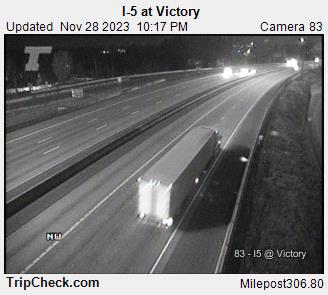 I-5 at Victory
Updated Nov 28 2023 10:17 PM Camera 83
T
NW
83 - I5 @ Victory
TripCheck.com Milepost306.80